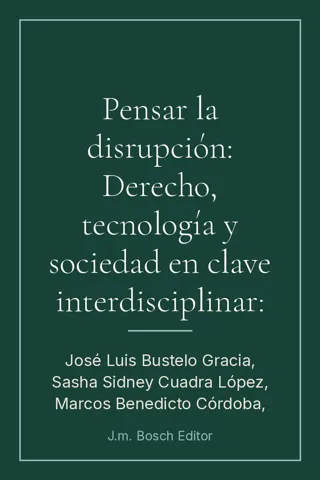 Pensar la
disrupción:
Derecho,
tecnología y
sociedad en clave
interdisciplinar:
José Luis Bustelo Gracia,
Sasha Sidney Cuadra López,
Marcos Benedicto Córdoba,
J.m. Bosch Editor